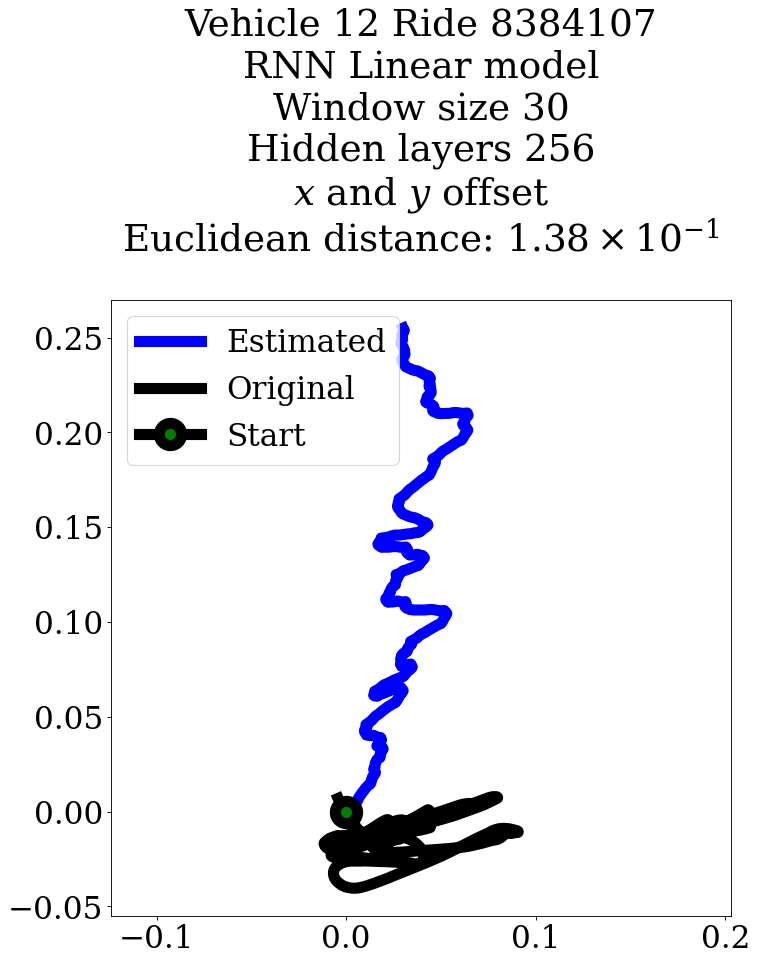 Vehicle 12 Ride 8384107
RNN Linear model
Window size 30
Hidden layers 256
x and y offset
Euclidean distance: 1.38 × 10⁻¹
Estimated
Original
Start
0.25
0.20
0.15
0.10
0.05
0.00
−0.05
−0.1 0.0 0.1 0.2